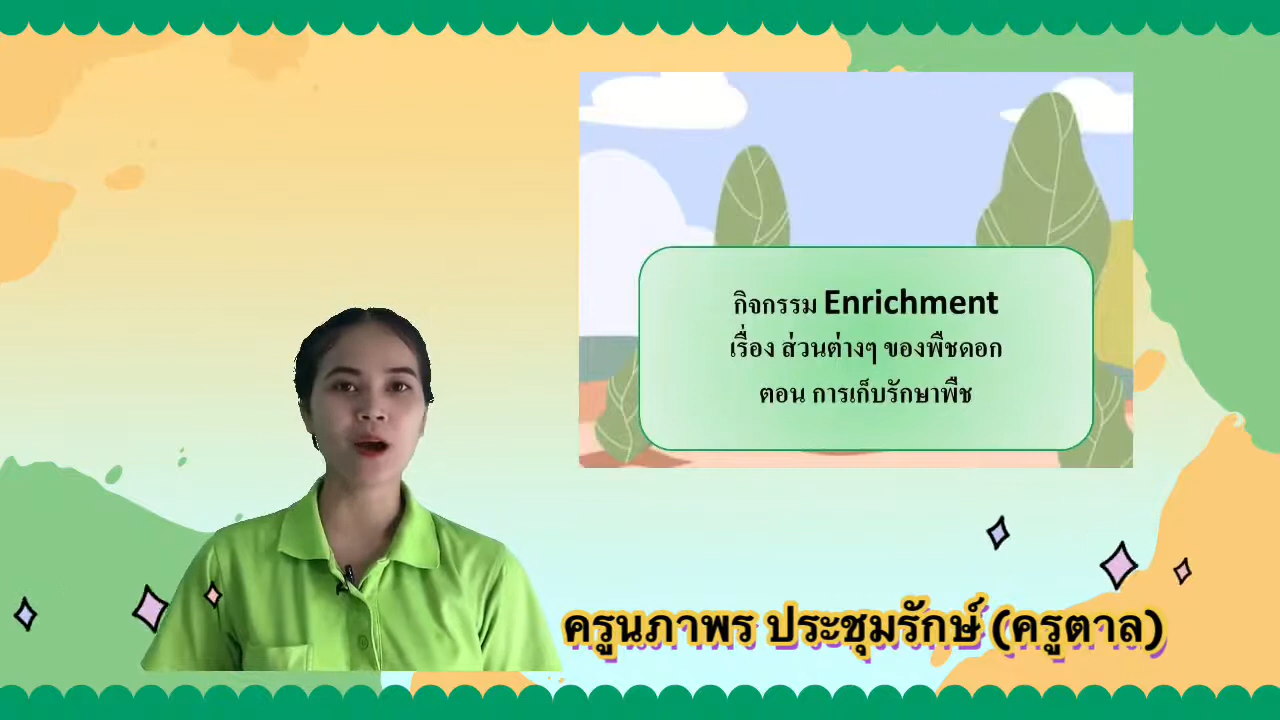 กิจกรรม Enrichment
เรื่อง ส่วนต่างๆ ของพืชดอก
ตอน การเก็บรักษาพืช
ครูนภาพร ประชุมรักษ์ (ครูตาล)